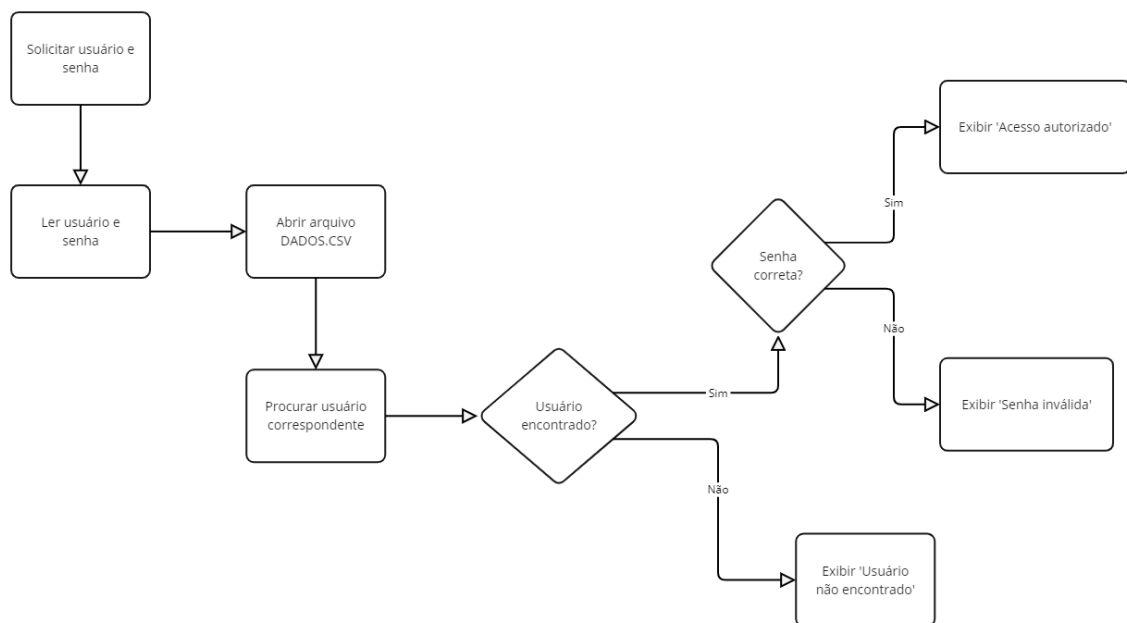 Solicitar usuário e
senha
Ler usuário e
senha
Abrir arquivo
DADOS.CSV
Procurar usuário
correspondente
Usuário
encontrado?
Sim
Não
Senha
correta?
Sim
Não
Exibir 'Acesso autorizado'
Exibir 'Senha inválida'
Exibir 'Usuário
não encontrado'